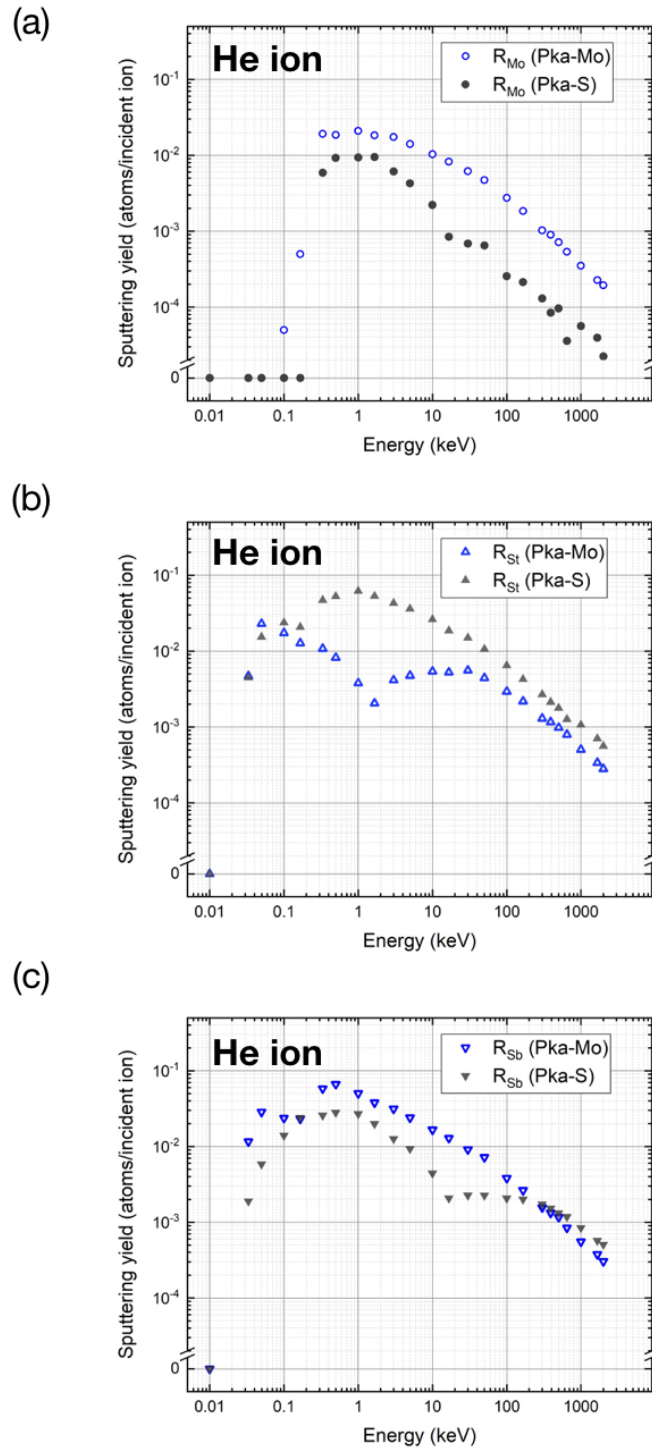 (a)
He ion
R_Mo (Pka-Mo)
R_Mo (Pka-S)
10^-1
10^-2
10^-3
10^-4
0
Sputtering yield (atoms/incident ion)
0.01 0.1 1 10 100 1000
Energy (keV)
(b)
He ion
R_St (Pka-Mo)
R_St (Pka-S)
10^-1
10^-2
10^-3
10^-4
0
Sputtering yield (atoms/incident ion)
0.01 0.1 1 10 100 1000
Energy (keV)
(c)
He ion
R_Sb (Pka-Mo)
R_Sb (Pka-S)
10^-1
10^-2
10^-3
10^-4
0
Sputtering yield (atoms/incident ion)
0.01 0.1 1 10 100 1000
Energy (keV)